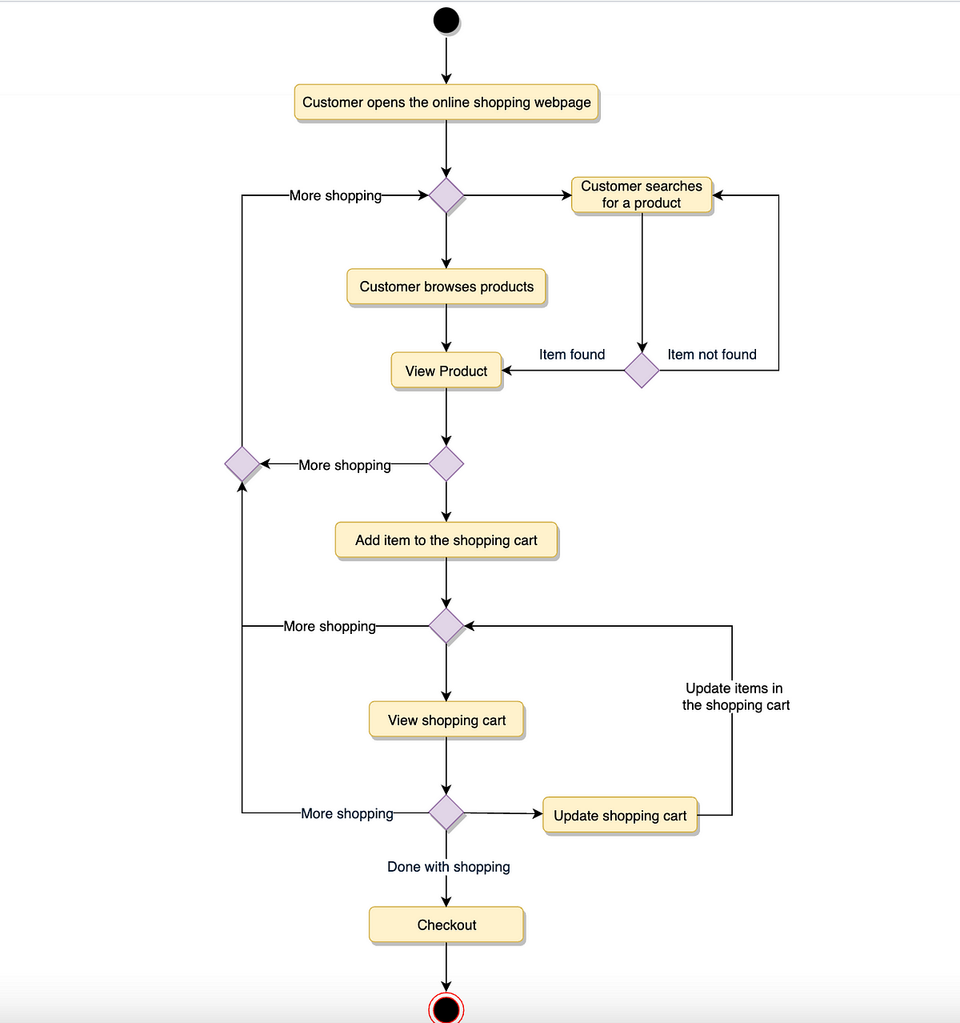 Customer opens the online shopping webpage
More shopping
Customer searches
for a product
Customer browses products
Item found
Item not found
View Product
More shopping
Add item to the shopping cart
More shopping
Update items in
the shopping cart
View shopping cart
More shopping
Update shopping cart
Done with shopping
Checkout